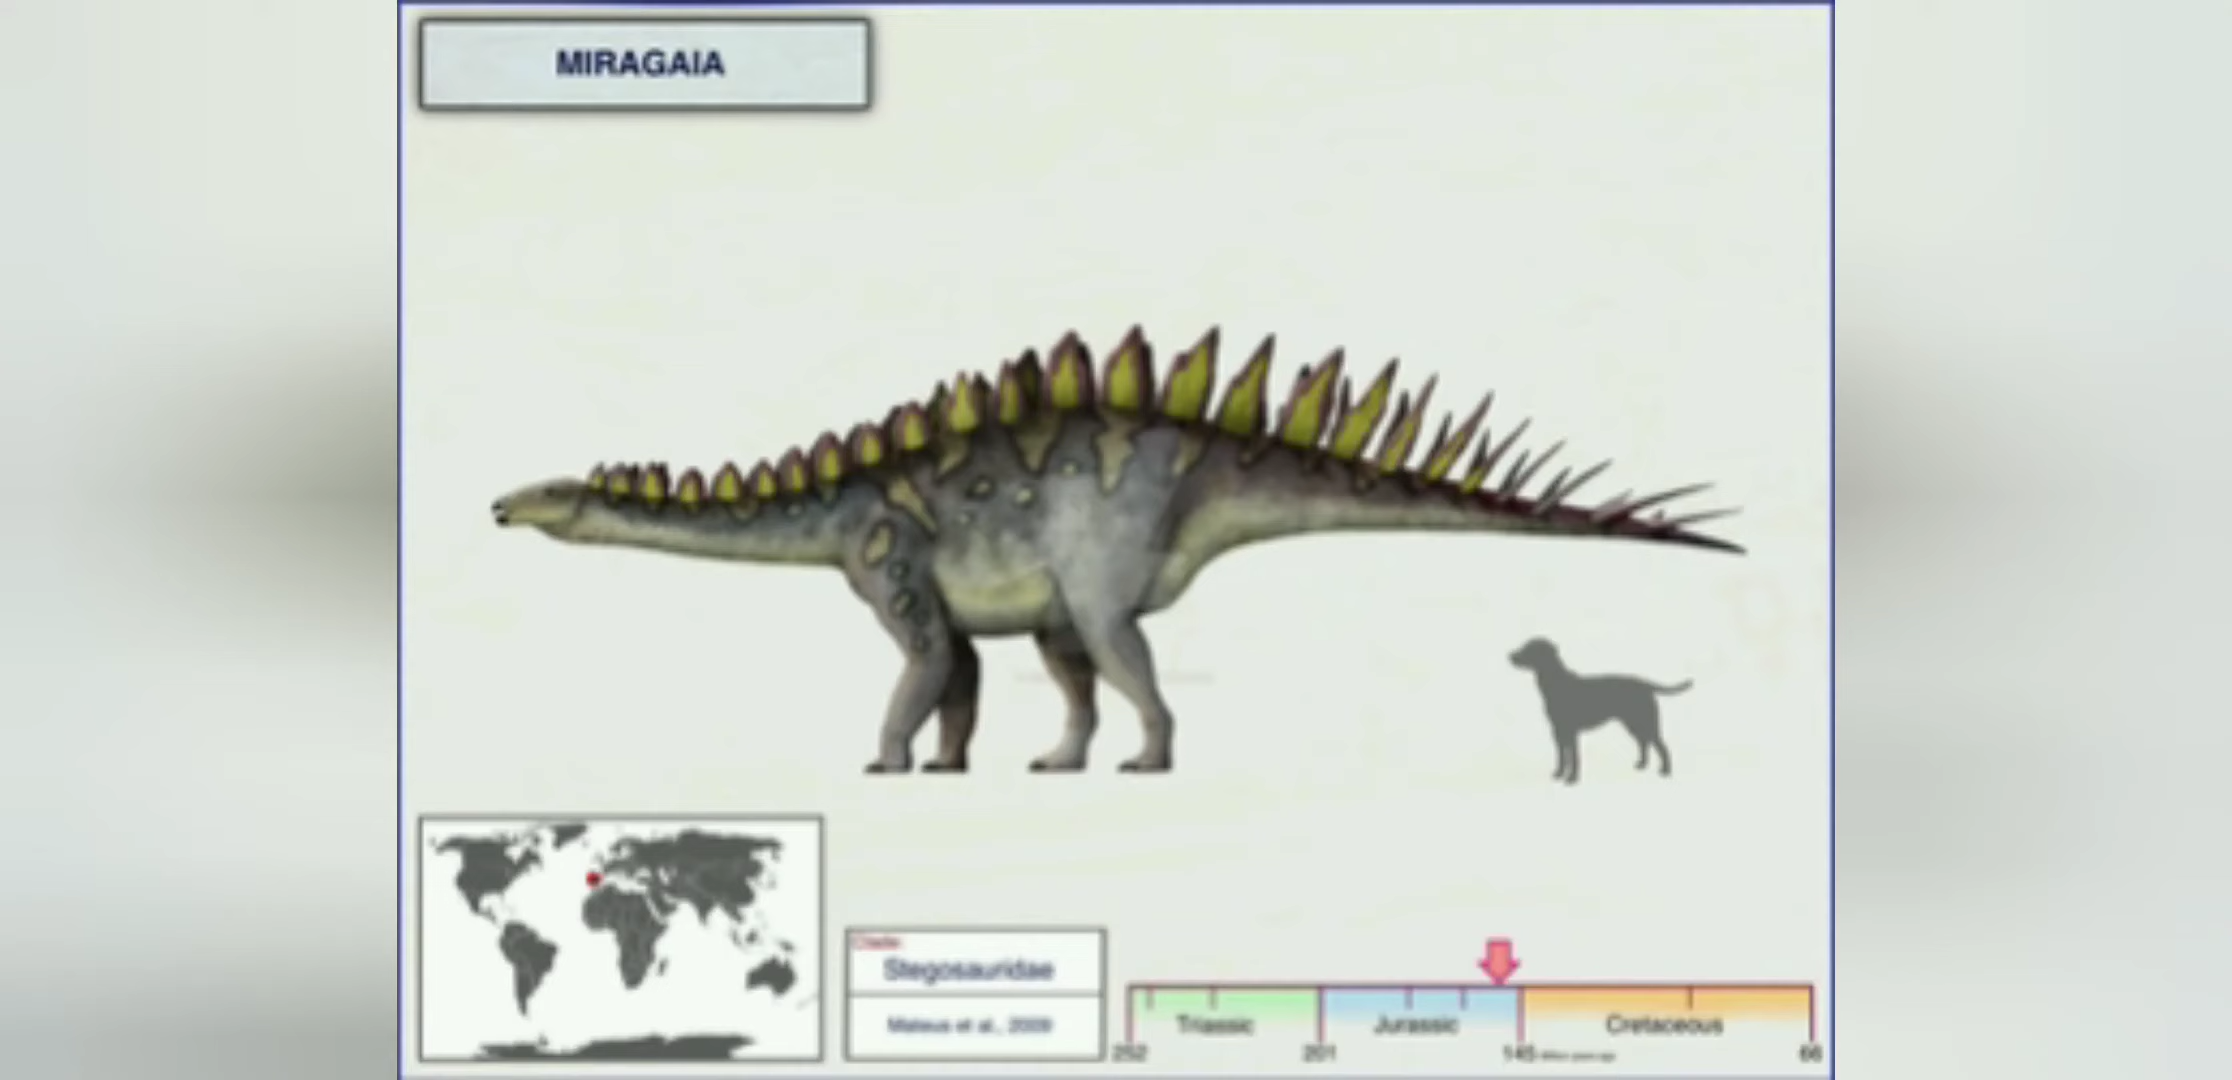 MIRAGAIA
Clade:
Stegosauridae
Mateus et al., 2009
Triassic
Jurassic
Cretaceous
252
201
145
66